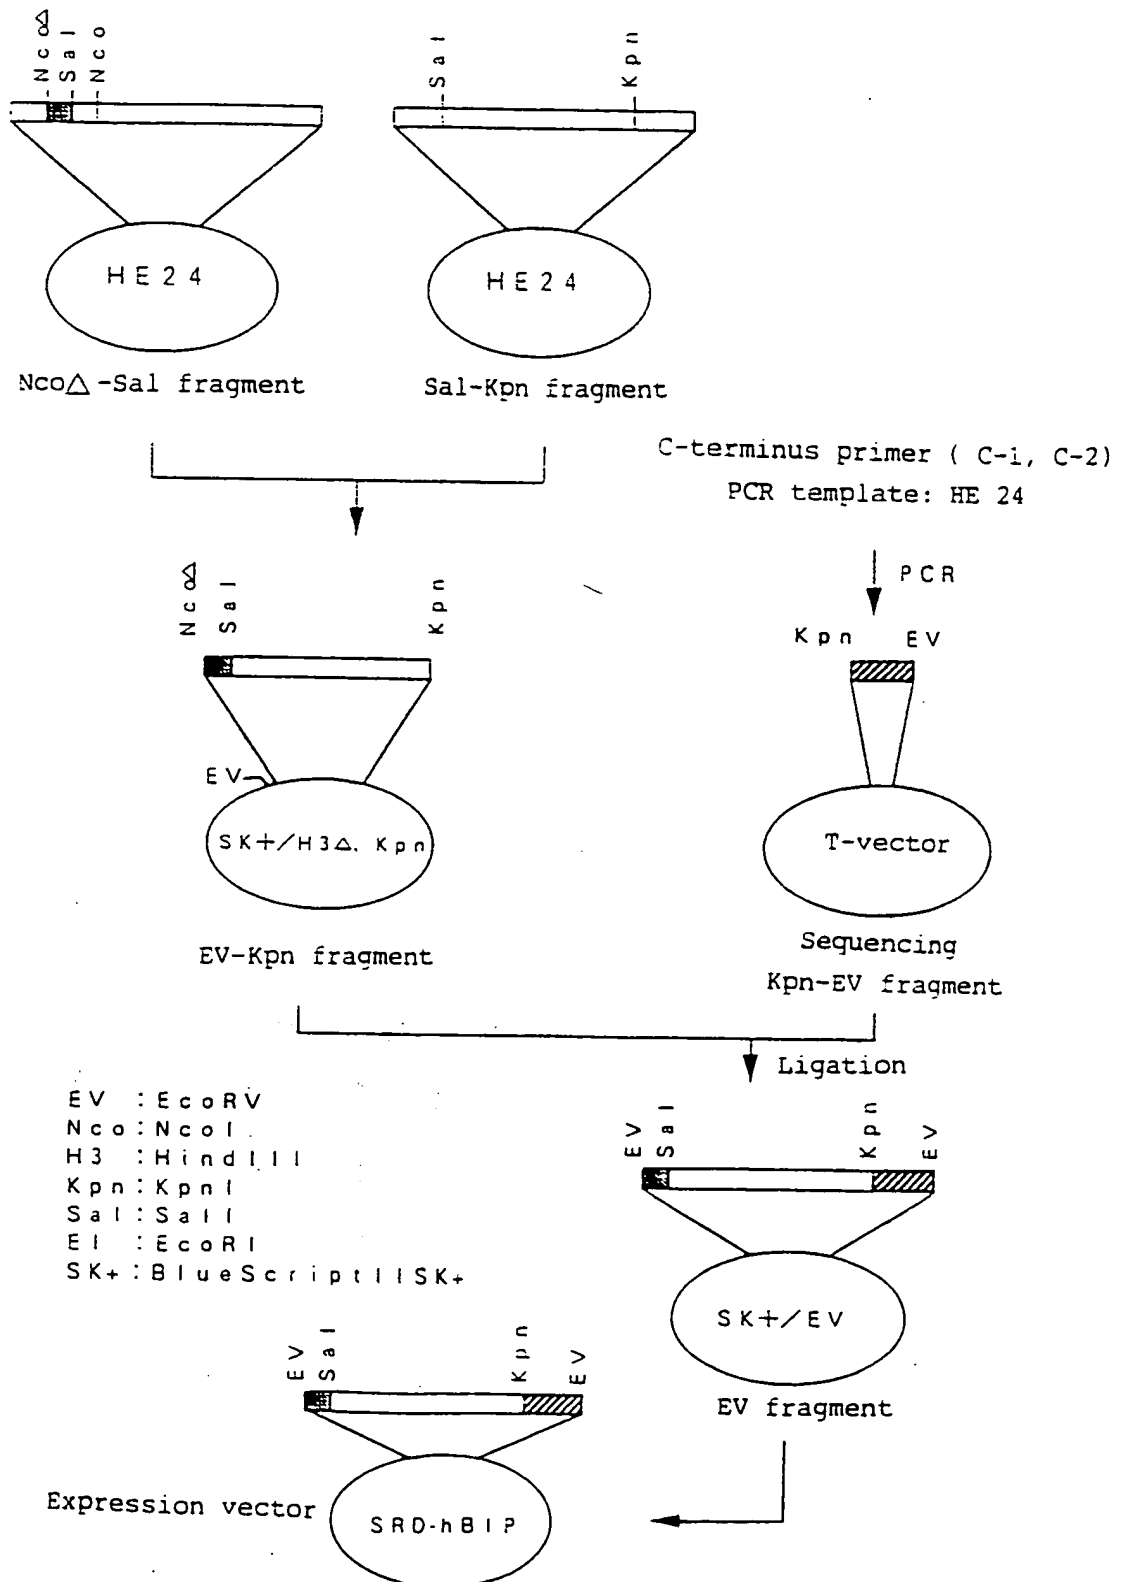 Nco△
Sal
Nco
Sal
Kpn
HE24
HE24
Nco△-Sal fragment
Sal-Kpn fragment
C-terminus primer ( C-1, C-2)
PCR template: HE 24
PCR
Nco△
Sal
Kpn
Kpn EV
EV
SK+/H3△. Kpn
T-vector
EV-Kpn fragment
Sequencing
Kpn-EV fragment
Ligation
EV : EcoRV
Nco : NcoI
H3 : HindIII
Kpn : KpnI
Sal : SalI
EI : EcoRI
SK+ : BlueScriptIISK+
EV
Sal
Kpn
EV
SK+/EV
EV fragment
EV
Sal
Kpn
EV
Expression vector
SRD-hBIP